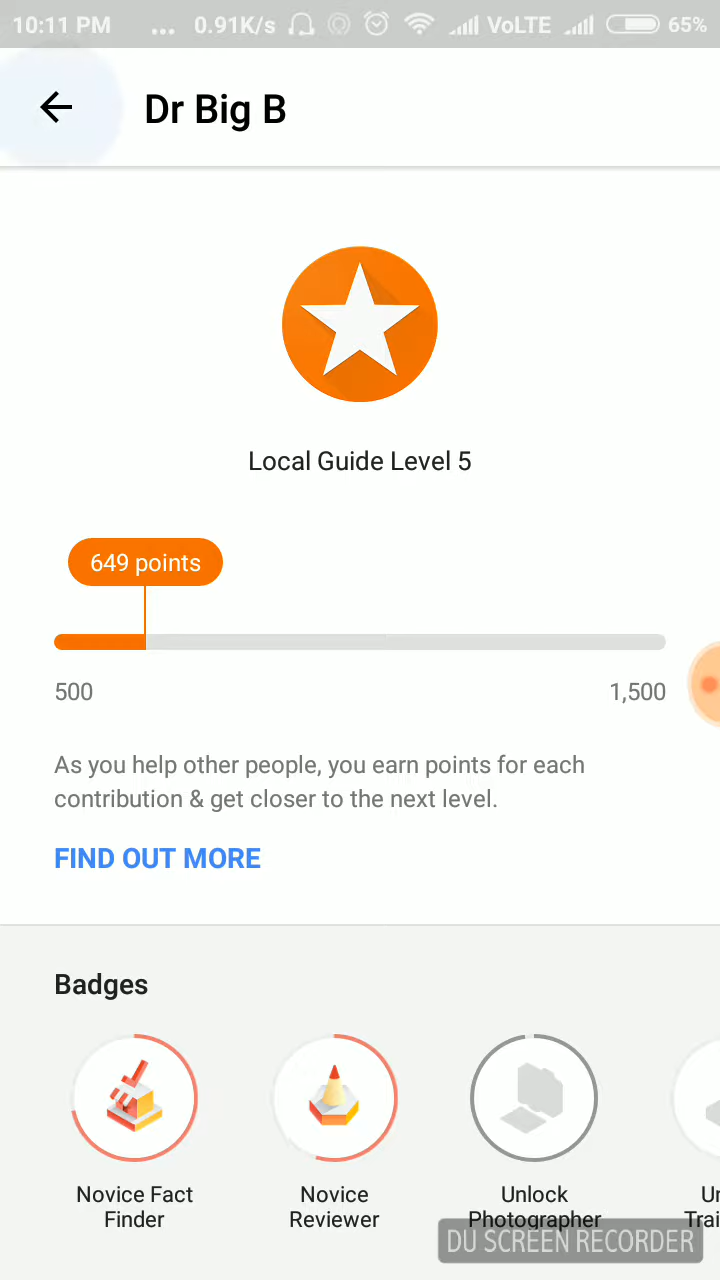 10:11 PM ... 0.91K/s VoLTE 65%
Dr Big B
Local Guide Level 5
649 points
500 1,500
As you help other people, you earn points for each
contribution & get closer to the next level.
FIND OUT MORE
Badges
Novice Fact
Finder
Novice
Reviewer
Unlock
Photographer
DU SCREEN RECORDER